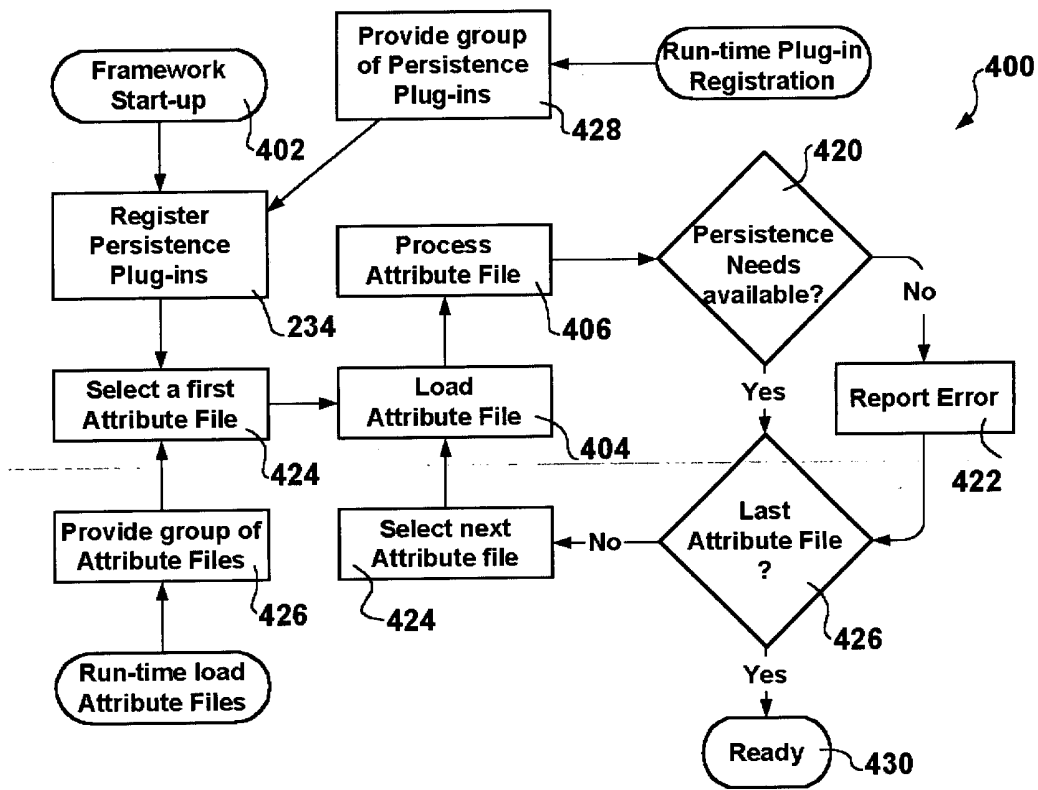 Framework
Start-up
402
Provide group
of Persistence
Plug-ins
428
Run-time Plug-in
Registration
400
Register
Persistence
Plug-ins
234
Process
Attribute File
406
420
Persistence
Needs
available?
No
Yes
Report Error
422
Select a first
Attribute File
424
Load
Attribute File
404
Provide group of
Attribute Files
426
Select next
Attribute file
424
No
Last
Attribute File
?
426
Run-time load
Attribute Files
Yes
Ready
430